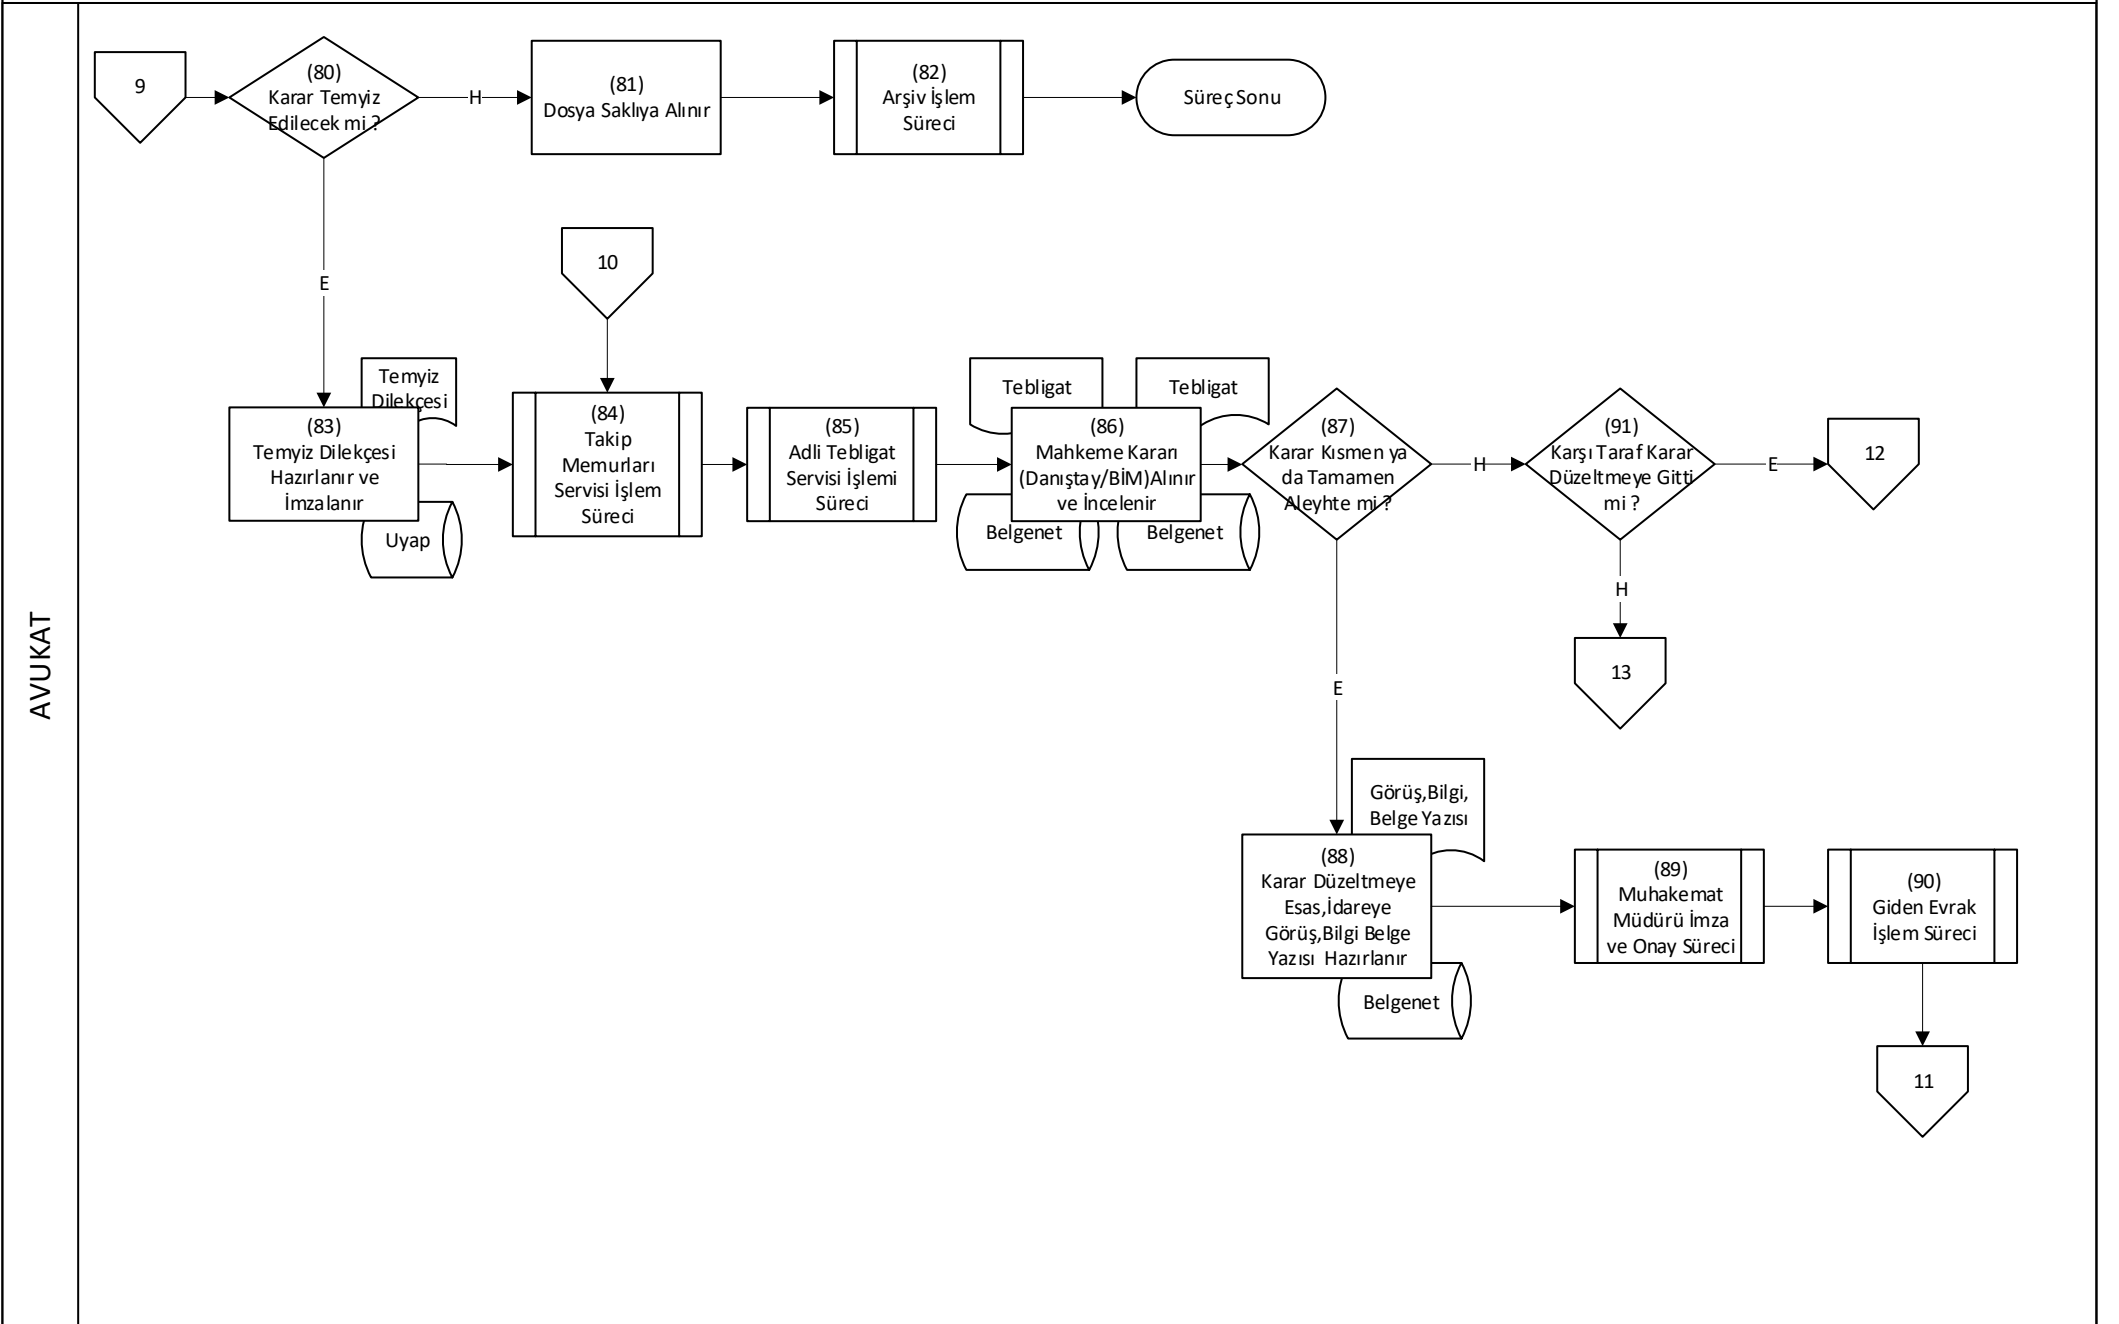 AVUKAT
9
(80)
Karar Temyiz
Edilecek mi ?
H
(81)
Dosya Saklıya Alınır
(82)
Arşiv İşlem
Süreci
Süreç Sonu
E
10
Temyiz
Dilekçesi
(83)
Temyiz Dilekçesi
Hazırlanır ve
İmzalanır
Uyap
(84)
Takip
Memurları
Servisi İşlem
Süreci
(85)
Adli Tebligat
Servisi İşlemi
Süreci
Tebligat
Tebligat
(86)
Mahkeme Kararı
(Danıştay/BİM)Alınır
ve İncelenir
Belgenet
Belgenet
(87)
Karar Kısmen ya
da Tamamen
Aleyhte mi ?
H
(91)
Karşı Taraf Karar
Düzeltmeye Gitti
mi ?
E
12
H
13
E
Görüş,Bilgi,
Belge Yazısı
(88)
Karar Düzeltmeye
Esas,İdareye
Görüş,Bilgi Belge
Yazısı Hazırlanır
Belgenet
(89)
Muhakemat
Müdürü İmza
ve Onay Süreci
(90)
Giden Evrak
İşlem Süreci
11